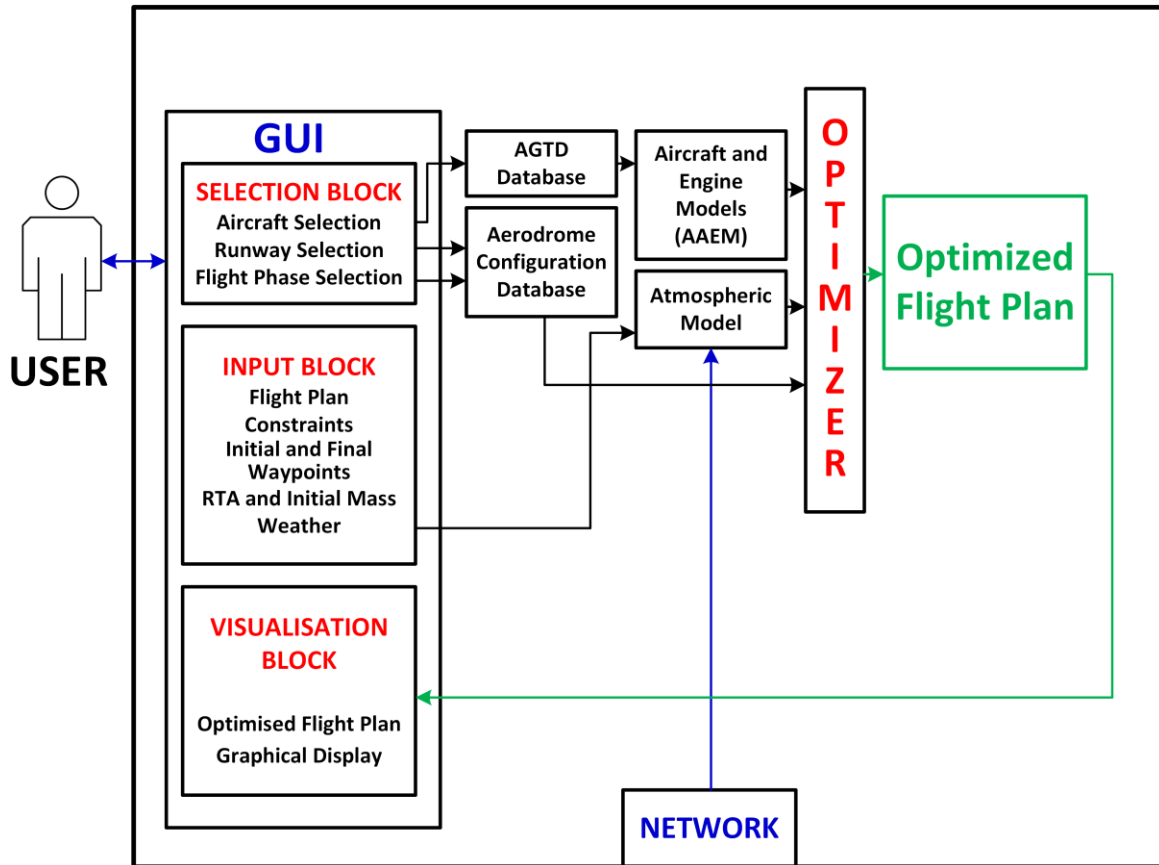 USER
GUI
SELECTION BLOCK
Aircraft Selection
Runway Selection
Flight Phase Selection
INPUT BLOCK
Flight Plan
Constraints
Initial and Final
Waypoints
RTA and Initial Mass
Weather
VISUALISATION
BLOCK
Optimised Flight Plan
Graphical Display
AGTD
Database
Aerodrome
Configuration
Database
Aircraft and
Engine
Models
(AAEM)
Atmospheric
Model
OPTIMIZER
Optimized
Flight Plan
NETWORK